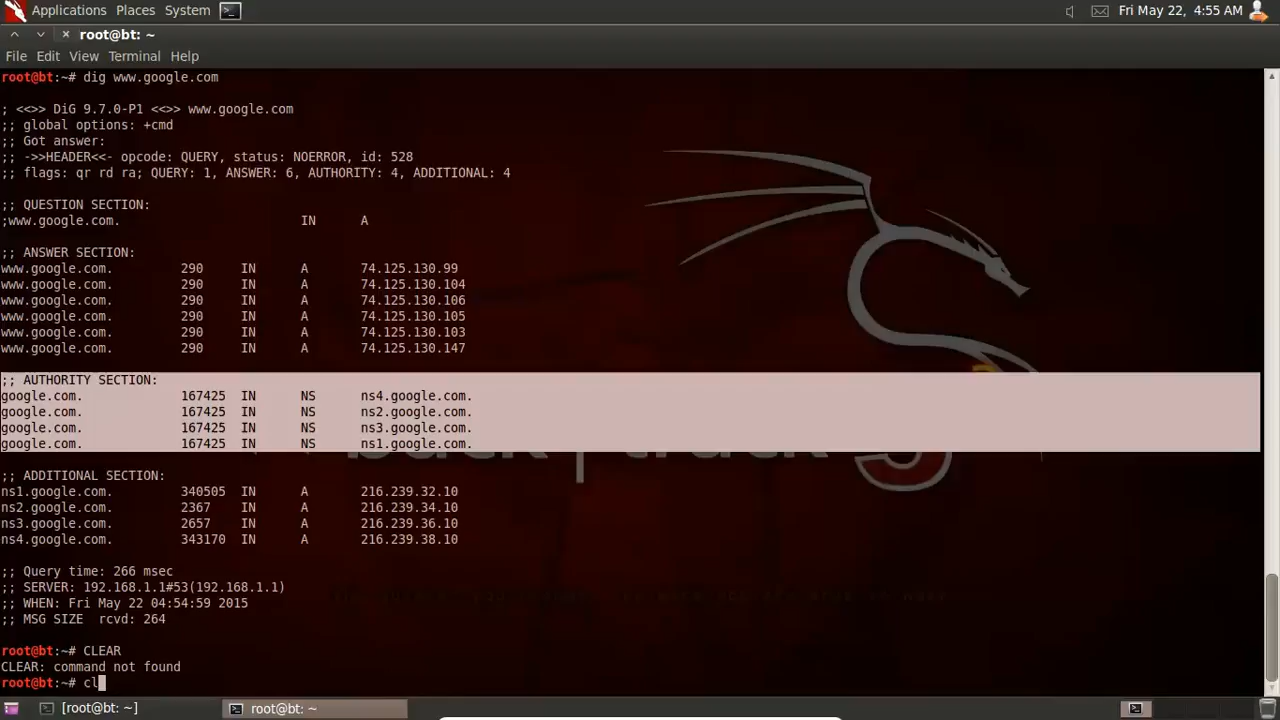 Applications Places System Fri May 22, 4:55 AM
root@bt: ~
File Edit View Terminal Help
root@bt:~# dig www.google.com
; <<>> DiG 9.7.0-P1 <<>> www.google.com
;; global options: +cmd
;; Got answer:
;; ->>HEADER<<- opcode: QUERY, status: NOERROR, id: 528
;; flags: qr rd ra; QUERY: 1, ANSWER: 6, AUTHORITY: 4, ADDITIONAL: 4
;; QUESTION SECTION:
;www.google.com. IN A
;; ANSWER SECTION:
www.google.com. 290 IN A 74.125.130.99
www.google.com. 290 IN A 74.125.130.104
www.google.com. 290 IN A 74.125.130.106
www.google.com. 290 IN A 74.125.130.105
www.google.com. 290 IN A 74.125.130.103
www.google.com. 290 IN A 74.125.130.147
;; AUTHORITY SECTION:
google.com. 167425 IN NS ns4.google.com.
google.com. 167425 IN NS ns2.google.com.
google.com. 167425 IN NS ns3.google.com.
google.com. 167425 IN NS ns1.google.com.
;; ADDITIONAL SECTION:
ns1.google.com. 340505 IN A 216.239.32.10
ns2.google.com. 2367 IN A 216.239.34.10
ns3.google.com. 2657 IN A 216.239.36.10
ns4.google.com. 343170 IN A 216.239.38.10
;; Query time: 266 msec
;; SERVER: 192.168.1.1#53(192.168.1.1)
;; WHEN: Fri May 22 04:54:59 2015
;; MSG SIZE rcvd: 264
root@bt:~# CLEAR
CLEAR: command not found
root@bt:~# cl
[root@bt: ~] root@bt: ~